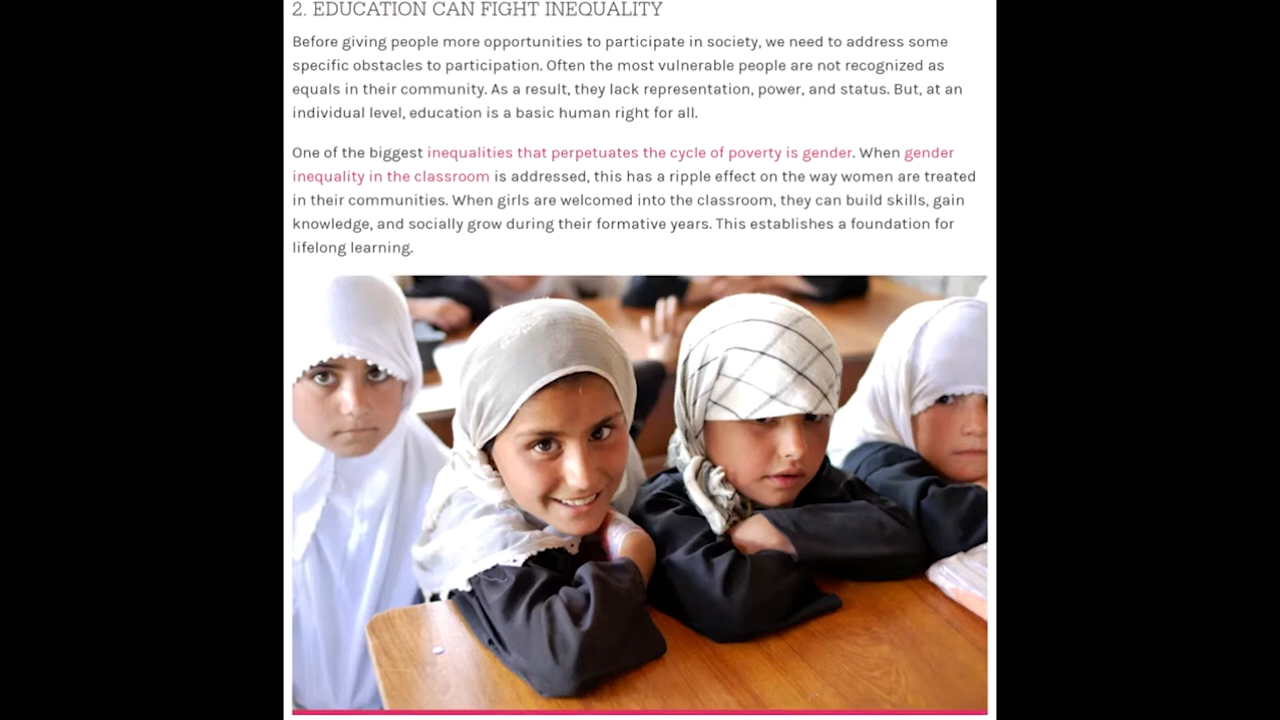 2. EDUCATION CAN FIGHT INEQUALITY
Before giving people more opportunities to participate in society, we need to address some
specific obstacles to participation. Often the most vulnerable people are not recognized as
equals in their community. As a result, they lack representation, power, and status. But, at an
individual level, education is a basic human right for all.
One of the biggest inequalities that perpetuates the cycle of poverty is gender. When gender
inequality in the classroom is addressed, this has a ripple effect on the way women are treated
in their communities. When girls are welcomed into the classroom, they can build skills, gain
knowledge, and socially grow during their formative years. This establishes a foundation for
lifelong learning.